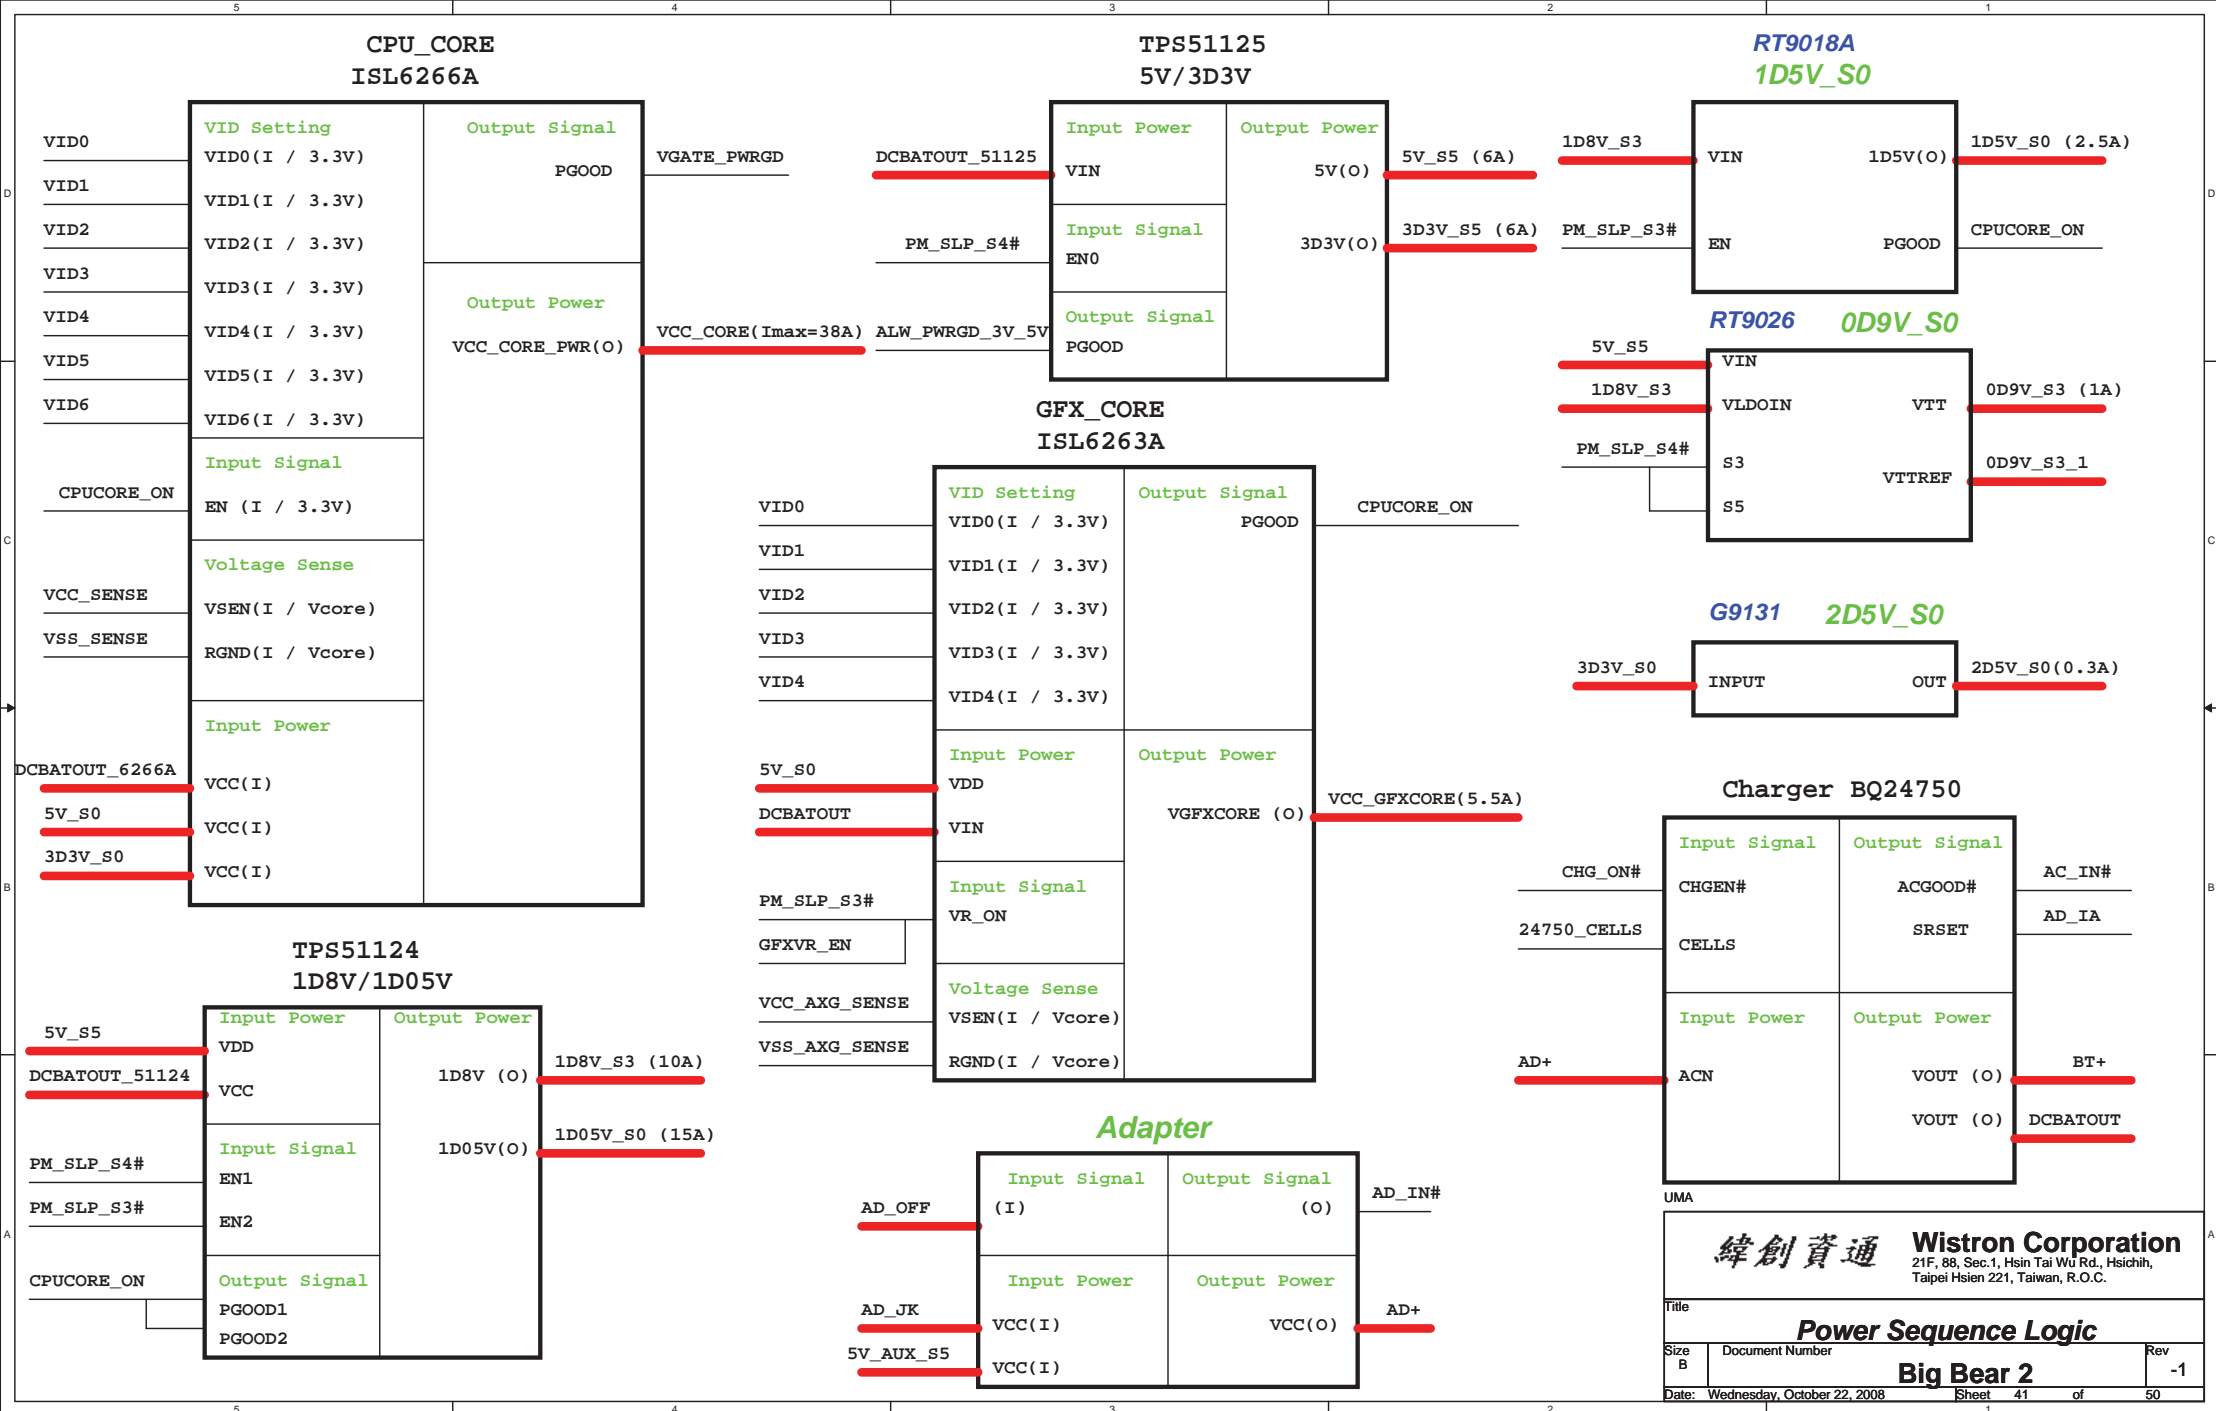 5 4 3 2 1
D
C
B
A
CPU_CORE
ISL6266A
VID0
VID1
VID2
VID3
VID4
VID5
VID6
CPUCORE_ON
VCC_SENSE
VSS_SENSE
DCBATOUT_6266A
5V_S0
3D3V_S0
VID Setting
VID0(I / 3.3V)
VID1(I / 3.3V)
VID2(I / 3.3V)
VID3(I / 3.3V)
VID4(I / 3.3V)
VID5(I / 3.3V)
VID6(I / 3.3V)
Input Signal
EN (I / 3.3V)
Voltage Sense
VSEN(I / Vcore)
RGND(I / Vcore)
Input Power
VCC(I)
VCC(I)
VCC(I)
Output Signal
PGOOD
Output Power
VCC_CORE_PWR(O)
VGATE_PWRGD
VCC_CORE(Imax=38A)
TPS51124
1D8V/1D05V
5V_S5
DCBATOUT_51124
PM_SLP_S4#
PM_SLP_S3#
CPUCORE_ON
Input Power
VDD
VCC
Input Signal
EN1
EN2
Output Signal
PGOOD1
PGOOD2
Output Power
1D8V (O)
1D05V(O)
1D8V_S3 (10A)
1D05V_S0 (15A)
TPS51125
5V/3D3V
DCBATOUT_51125
PM_SLP_S4#
ALW_PWRGD_3V_5V
Input Power
VIN
Input Signal
EN0
Output Signal
PGOOD
Output Power
5V(O)
3D3V(O)
5V_S5 (6A)
3D3V_S5 (6A)
GFX_CORE
ISL6263A
VID0
VID1
VID2
VID3
VID4
5V_S0
DCBATOUT
PM_SLP_S3#
GFXVR_EN
VCC_AXG_SENSE
VSS_AXG_SENSE
VID Setting
VID0(I / 3.3V)
VID1(I / 3.3V)
VID2(I / 3.3V)
VID3(I / 3.3V)
VID4(I / 3.3V)
Input Power
VDD
VIN
Input Signal
VR_ON
Voltage Sense
VSEN(I / Vcore)
RGND(I / Vcore)
Output Signal
PGOOD
Output Power
VGFXCORE (O)
CPUCORE_ON
VCC_GFXCORE(5.5A)
Adapter
AD_OFF
AD_JK
5V_AUX_S5
Input Signal
(I)
Input Power
VCC(I)
VCC(I)
Output Signal
(O)
Output Power
VCC(O)
AD_IN#
AD+
RT9018A
1D5V_S0
1D8V_S3
PM_SLP_S3#
VIN
EN
1D5V(O)
PGOOD
1D5V_S0 (2.5A)
CPUCORE_ON
RT9026 0D9V_S0
5V_S5
1D8V_S3
PM_SLP_S4#
VIN
VLDOIN
S3
S5
VTT
VTTREF
0D9V_S3 (1A)
0D9V_S3_1
G9131 2D5V_S0
3D3V_S0
INPUT
OUT
2D5V_S0(0.3A)
Charger BQ24750
CHG_ON#
24750_CELLS
AD+
Input Signal
CHGEN#
CELLS
Input Power
ACN
Output Signal
ACGOOD#
SRSET
Output Power
VOUT (O)
VOUT (O)
AC_IN#
AD_IA
BT+
DCBATOUT
UMA
緯創資通 Wistron Corporation
21F, 88, Sec.1, Hsin Tai Wu Rd., Hsichih,
Taipei Hsien 221, Taiwan, R.O.C.
Title
Power Sequence Logic
Size Document Number Rev
B Big Bear 2 -1
Date: Wednesday, October 22, 2008 Sheet 41 of 50
D
C
B
A
5 4 3 2 1